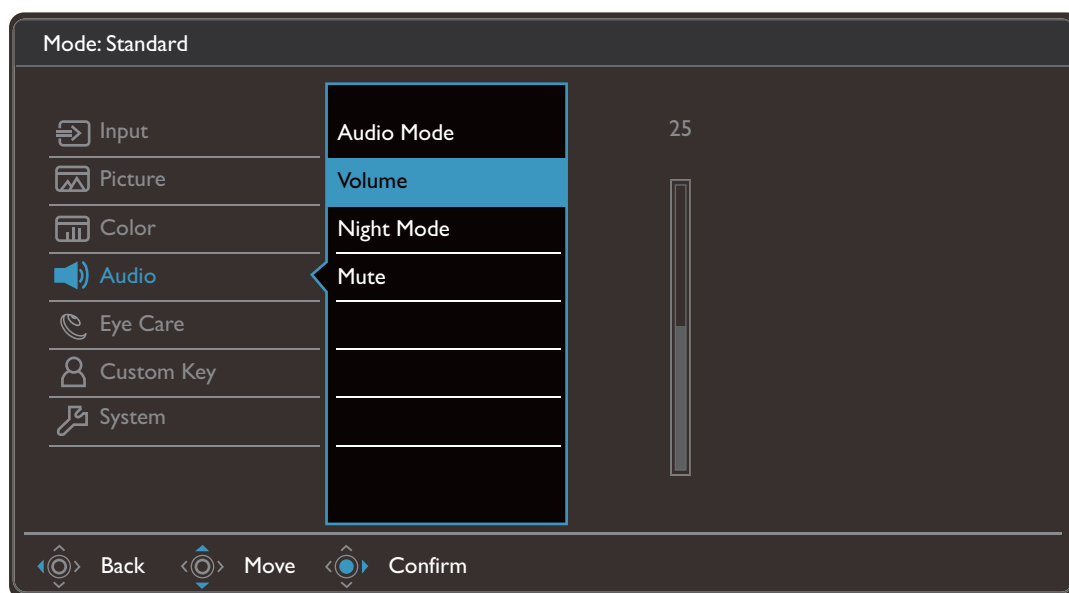 Mode: Standard
Input
Picture
Color
Audio
Eye Care
Custom Key
System
Audio Mode
Volume
Night Mode
Mute
25
Back Move Confirm